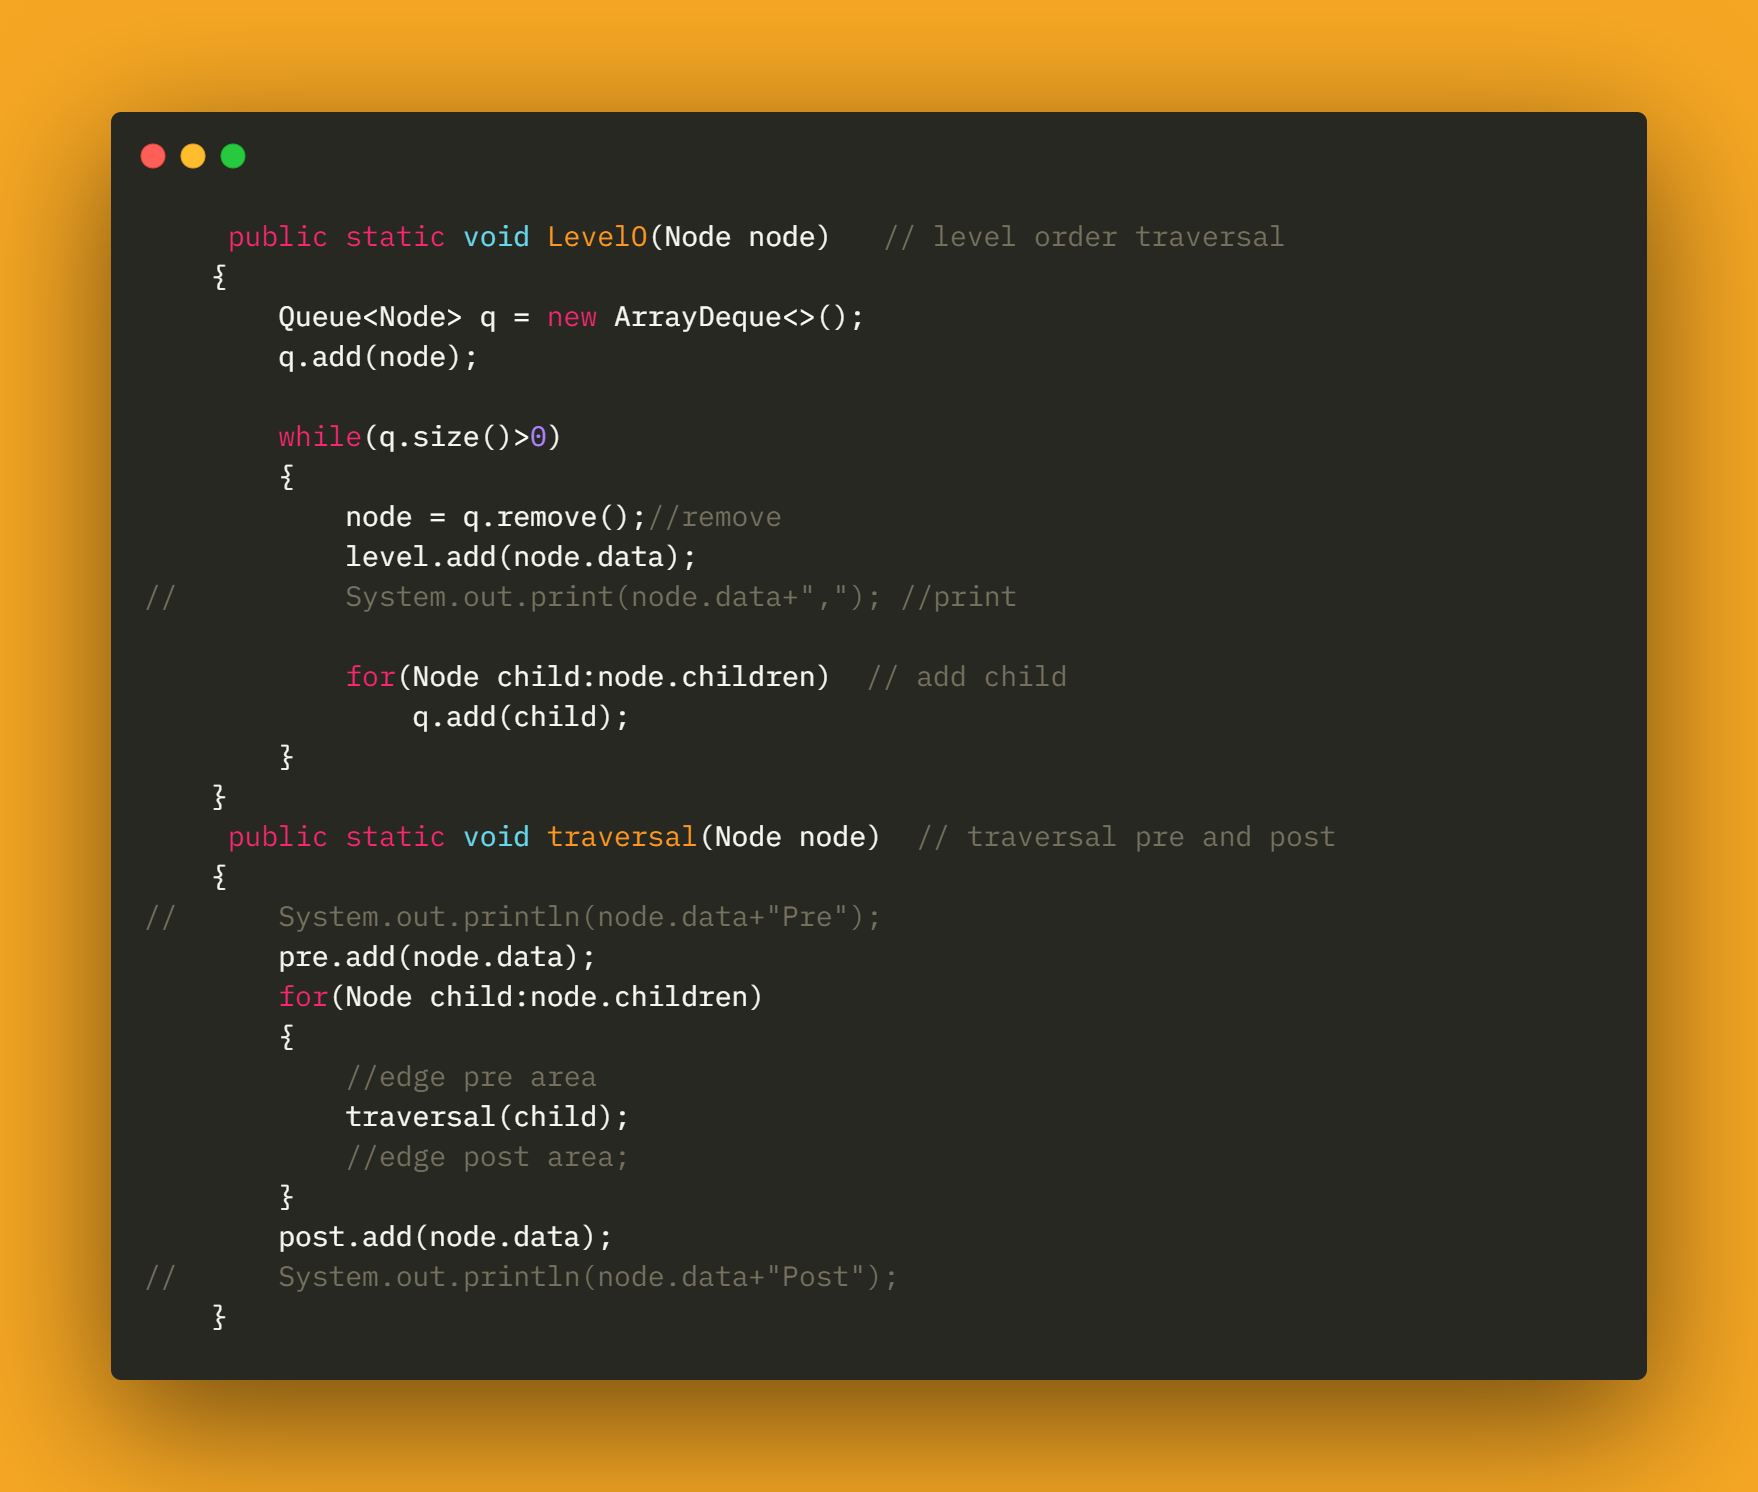 public static void LevelO(Node node)   // level order traversal
    {
        Queue<Node> q = new ArrayDeque<>();
        q.add(node);

        while(q.size()>0)
        {
            node = q.remove();//remove
            level.add(node.data);
//          System.out.print(node.data+","); //print

            for(Node child:node.children)  // add child
                q.add(child);
        }
    }
     public static void traversal(Node node)  // traversal pre and post
    {
//      System.out.println(node.data+"Pre");
        pre.add(node.data);
        for(Node child:node.children)
        {
            //edge pre area
            traversal(child);
            //edge post area;
        }
        post.add(node.data);
//      System.out.println(node.data+"Post");
    }